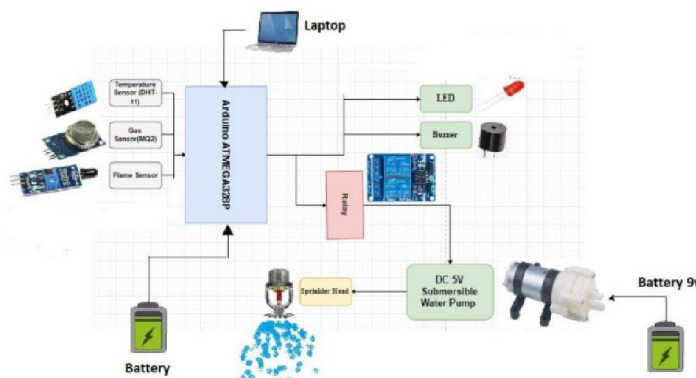 Laptop
Temperature
Sensor (DHT-
11)
Gas
Sensor(MQ2)
Flame Sensor
Arduino ATMEGA328P
LED
Buzzer
Relay
DC 5V
Submersible
Water Pump
Sprinkler Head
Battery
Battery 9v